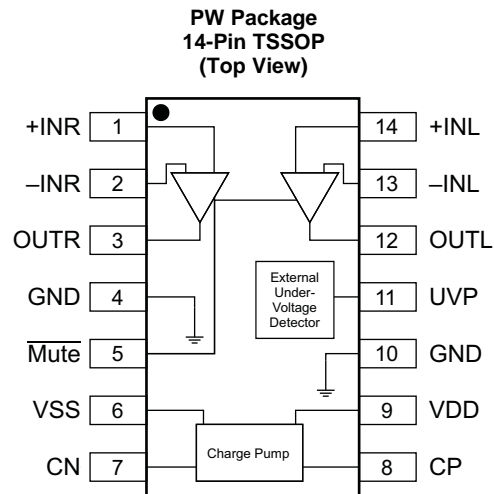 PW Package
14-Pin TSSOP
(Top View)
+INR 1
–INR 2
OUTR 3
GND 4
Mute 5
VSS 6
CN 7
14 +INL
13 –INL
12 OUTL
11 UVP
10 GND
9 VDD
8 CP
External
Under-
Voltage
Detector
Charge Pump